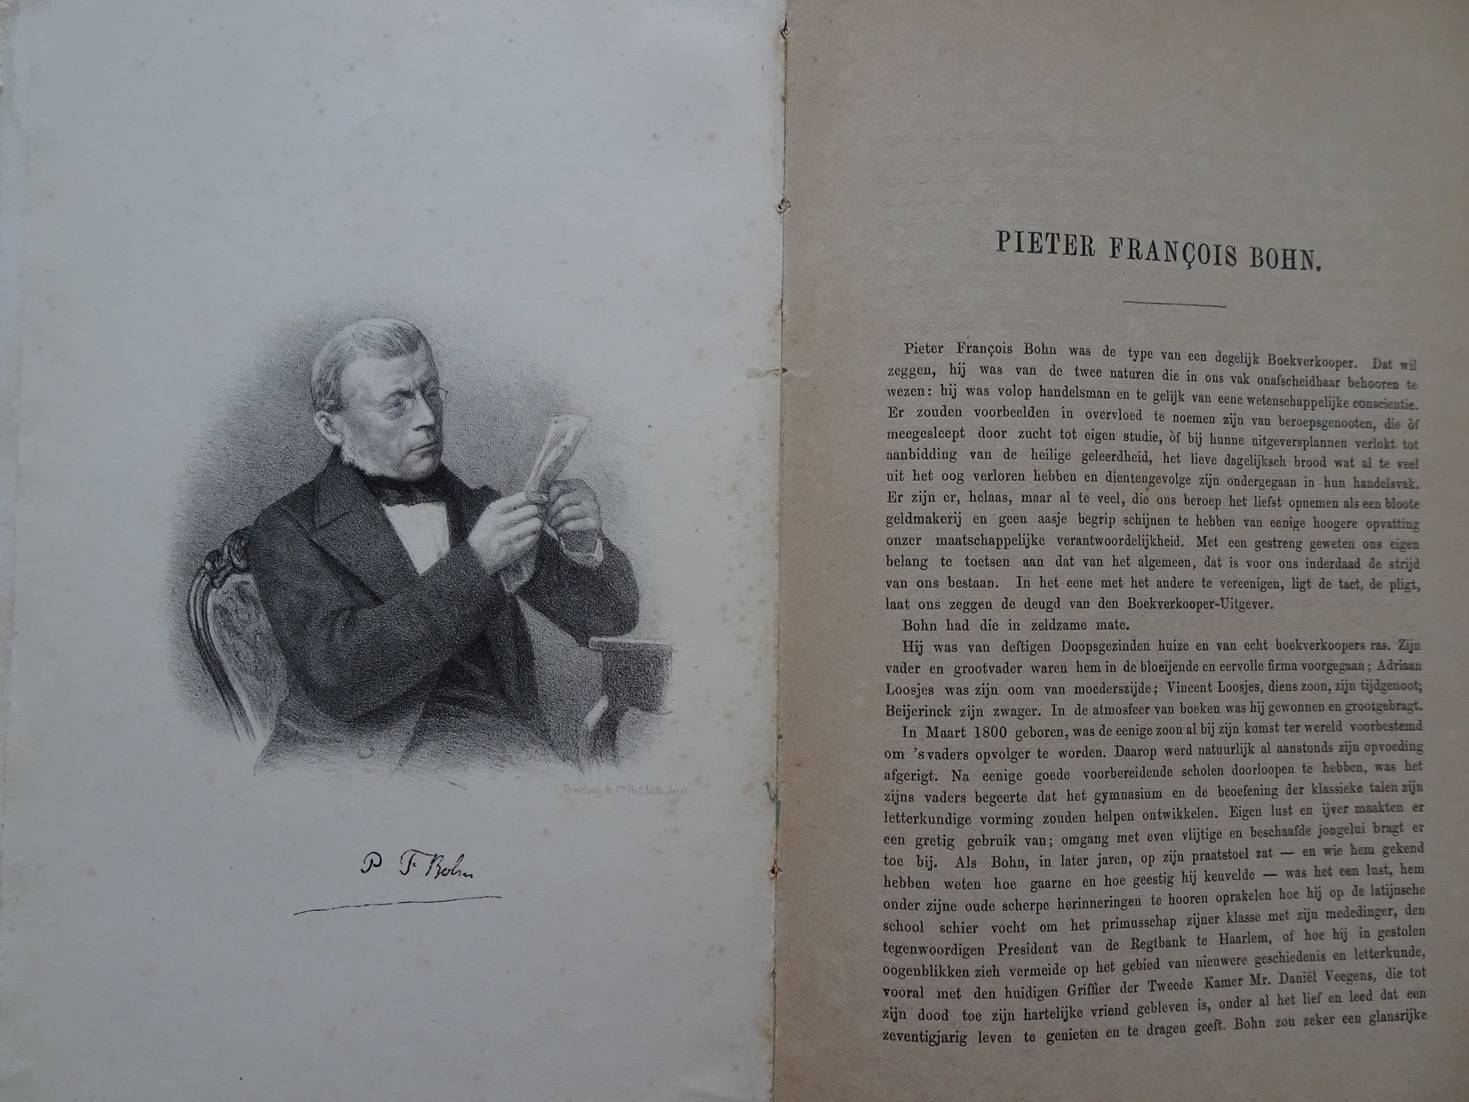 P F Bohn
PIETER FRANÇOIS BOHN.
Pieter François Bohn was de type van een degelijk Boekverkooper. Dat wil
zeggen, hij was van de twee naturen die in ons vak onafscheidbaar behooren te
wezen: hij was volop handelsman en te gelijk van eene wetenschappelijke conscientie.
Er zouden voorbeelden in overvloed te noemen zijn van beroepsgenooten, die òf
meegesleept door zucht tot eigen studie, òf bij hunne uitgeversplannen verlokt tot
aanbidding van de heilige geleerdheid, het lieve dagelijksch brood wat al te veel
uit het oog verloren hebben en dientengevolge zijn ondergegaan in hun handelsvak.
Er zijn er, helaas, maar al te veel, die ons beroep het liefst opnemen als een bloote
geldmakerij en geen aasje begrip schijnen te hebben van eenige hoogere opvatting
onzer maatschappelijke verantwoordelijkheid. Met een gestreng geweten ons eigen
belang te toetsen aan dat van het algemeen, dat is voor ons inderdaad de strijd
van ons bestaan. In het eene met het andere te vereenigen, ligt de tact, de pligt,
laat ons zeggen de deugd van den Boekverkooper-Uitgever.
Bohn had die in zeldzame mate.
Hij was van deftigen Doopsgezinden huize en van echt boekverkoopers ras. Zijn
vader en grootvader waren hem in de bloeijende en eervolle firma voorgegaan; Adriaan
Loosjes was zijn oom van moederszijde; Vincent Loosjes, diens zoon, zijn tijdgenoot;
Beijerinck zijn zwager. In de atmosfeer van boeken was hij gewonnen en grootgebragt.
In Maart 1800 geboren, was de eenige zoon al bij zijn komst ter wereld voorbestemd
om 's vaders opvolger te worden. Daarop werd natuurlijk al aanstonds zijn opvoeding
afgerigt. Na eenige goede voorbereidende scholen doorloopen te hebben, was het
zijns vaders begeerte dat het gymnasium en de beoefening der klassieke talen zijn
letterkundige vorming zouden helpen ontwikkelen. Eigen lust en ijver maakten er
een gretig gebruik van; omgang met even vlijtige en beschaafde jongelui bragt er
toe bij. Als Bohn, in later jaren, op zijn praatstoel zat — en wie hem gekend
hebben weten hoe gaarne en hoe geestig hij keuvelde — was het een lust, hem
onder zijne oude scherpe herinneringen te hooren oprakelen hoe hij op de latijnsche
school schier vocht om het primusschap zijner klasse met zijn mededinger, den
tegenwoordigen President van de Regtbank te Haarlem, of hoe hij in gestolen
oogenblikken zich vermeide op het gebied van nieuwere geschiedenis en letterkunde,
vooral met den huidigen Griffier der Tweede Kamer Mr. Daniël Veegens, die tot
zijn dood toe zijn hartelijke vriend gebleven is, onder al het lief en leed dat een
zeventigjarig leven te genieten en te dragen geeft. Bohn zou zeker een glansrijke